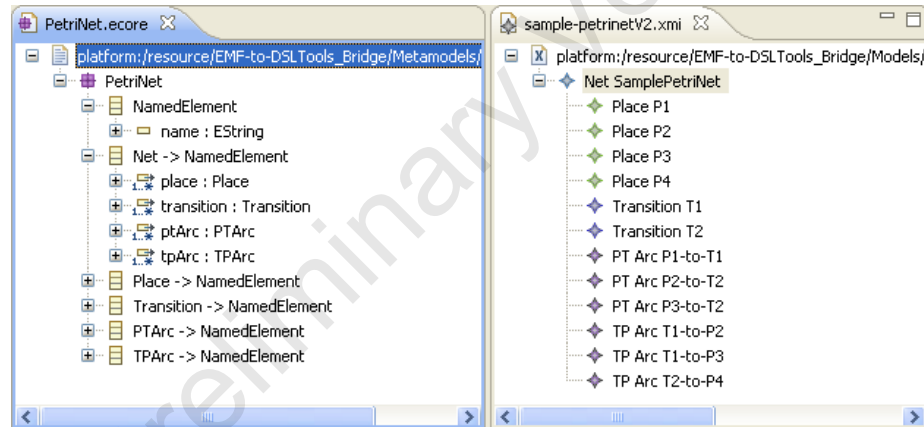 PetriNet.ecore
platform:/resource/EMF-to-DSLTools_Bridge/Metamodels/
PetriNet
NamedElement
name : EString
Net -> NamedElement
1..* place : Place
1..* transition : Transition
1..* ptArc : PTArc
1..* tpArc : TPArc
Place -> NamedElement
Transition -> NamedElement
PTArc -> NamedElement
TPArc -> NamedElement
sample-petrinetV2.xmi
platform:/resource/EMF-to-DSLTools_Bridge/Models/
Net SamplePetriNet
Place P1
Place P2
Place P3
Place P4
Transition T1
Transition T2
PT Arc P1-to-T1
PT Arc P2-to-T2
PT Arc P3-to-T2
TP Arc T1-to-P2
TP Arc T1-to-P3
TP Arc T2-to-P4